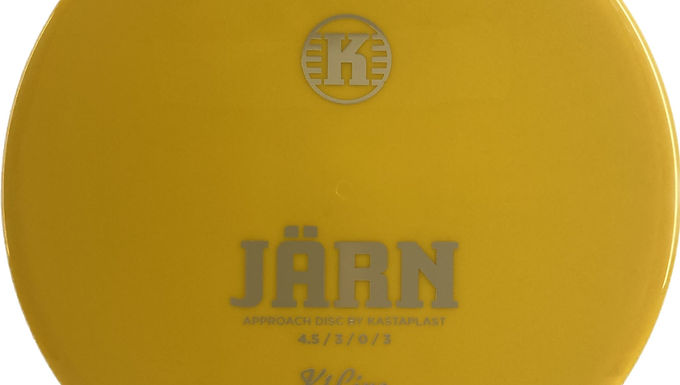 K
JÄRN
APPROACH DISC BY KASTAPLAST
4.5 / 3 / 0 / 3